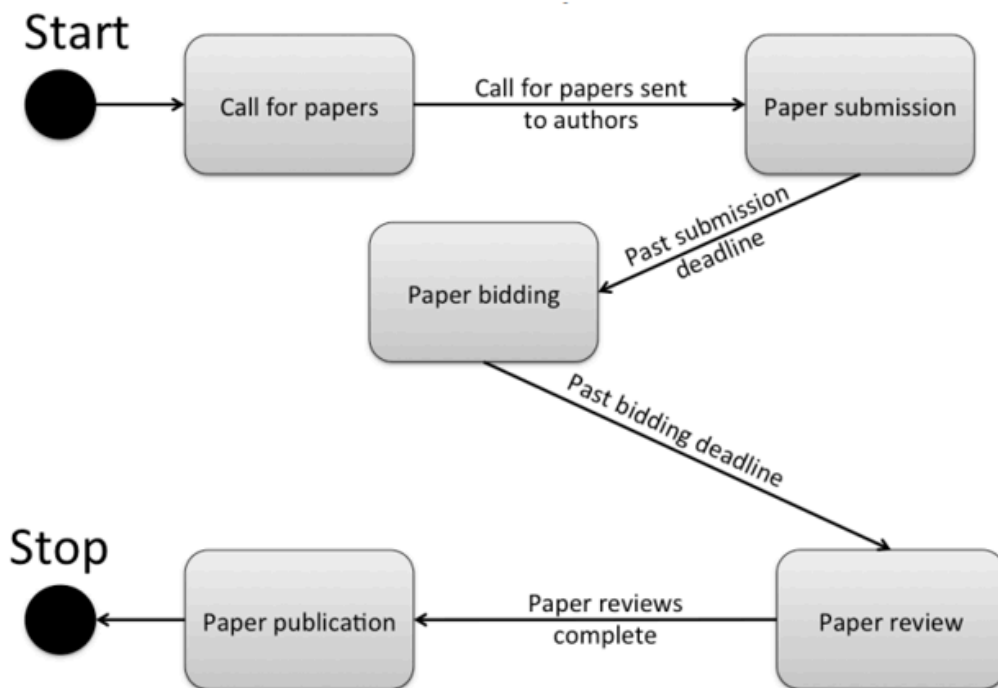 Start
Call for papers
Call for papers sent
to authors
Paper submission
Past submission
deadline
Paper bidding
Past bidding deadline
Stop
Paper publication
Paper reviews
complete
Paper review